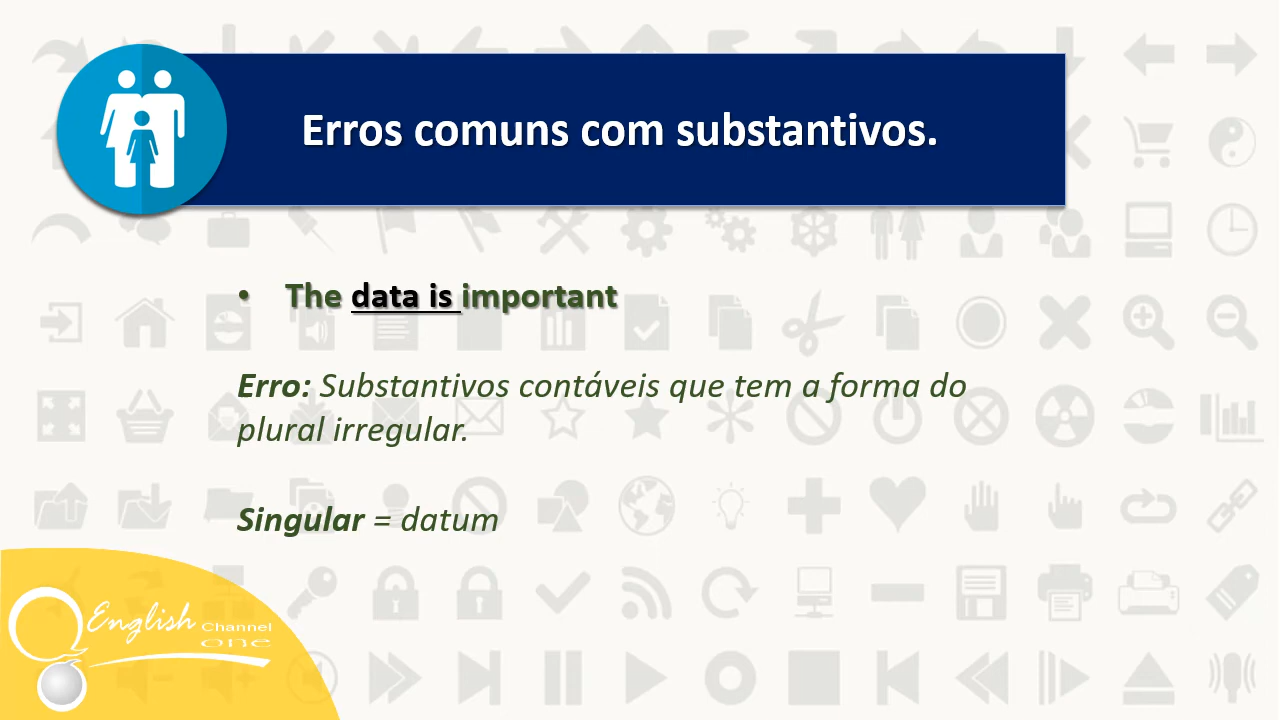 Erros comuns com substantivos.
• The data is important
Erro: Substantivos contáveis que tem a forma do
plural irregular.
Singular = datum
English Channel
one